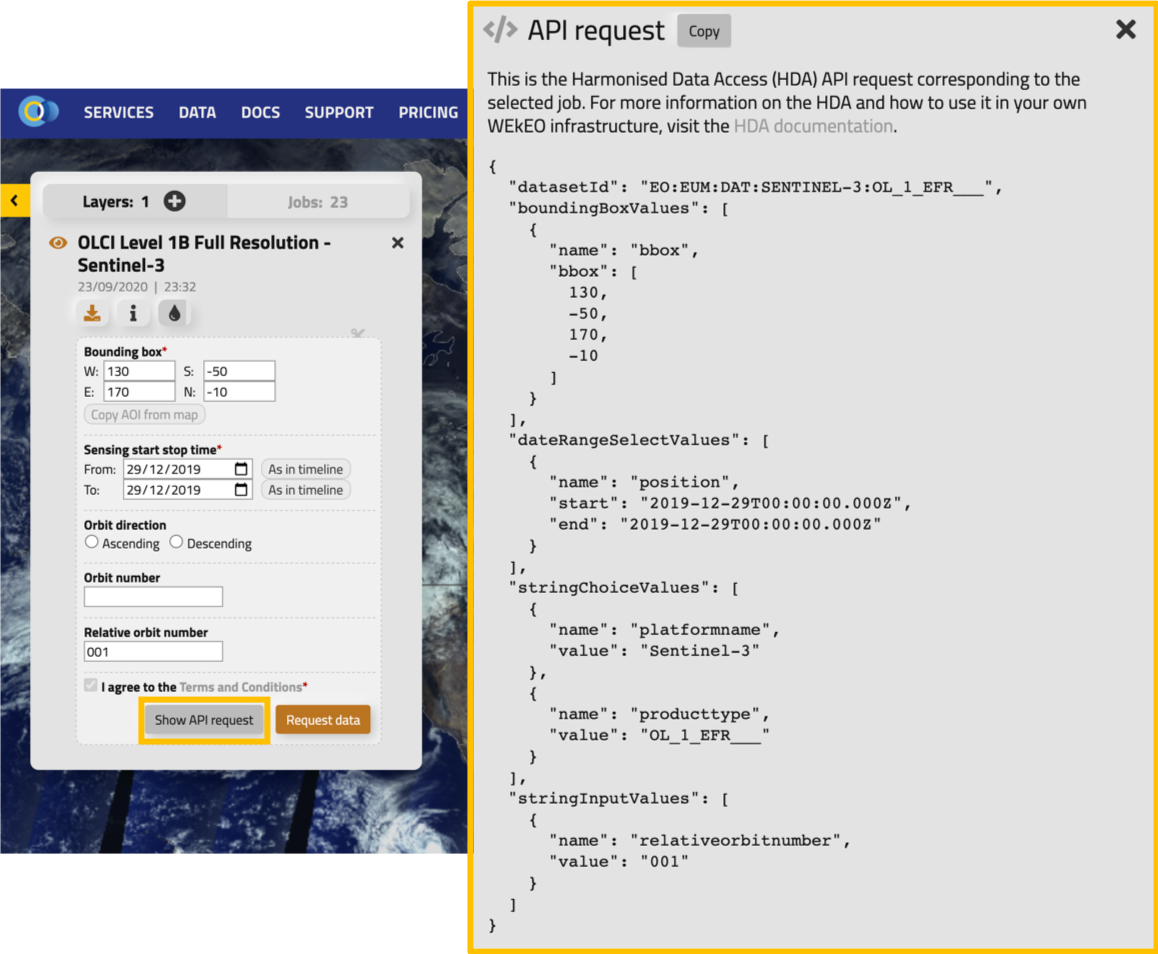 SERVICES DATA DOCS SUPPORT PRICING
Layers: 1
Jobs: 23
OLCI Level 1B Full Resolution -
Sentinel-3
23/09/2020 | 23:32
Bounding box*
W: 130 S: -50
E: 170 N: -10
Copy AOI from map
Sensing start stop time*
From: 29/12/2019 As in timeline
To: 29/12/2019 As in timeline
Orbit direction
Ascending Descending
Orbit number
Relative orbit number
001
I agree to the Terms and Conditions*
Show API request Request data
</> API request Copy
This is the Harmonised Data Access (HDA) API request corresponding to the
selected job. For more information on the HDA and how to use it in your own
WEkEO infrastructure, visit the HDA documentation.
{
"datasetId": "EO:EUM:DAT:SENTINEL-3:OL_1_EFR___",
"boundingBoxValues": [
{
"name": "bbox",
"bbox": [
130,
-50,
170,
-10
]
}
],
"dateRangeSelectValues": [
{
"name": "position",
"start": "2019-12-29T00:00:00.000Z",
"end": "2019-12-29T00:00:00.000Z"
}
],
"stringChoiceValues": [
{
"name": "platformname",
"value": "Sentinel-3"
},
{
"name": "producttype",
"value": "OL_1_EFR___"
}
],
"stringInputValues": [
{
"name": "relativeorbitnumber",
"value": "001"
}
]
}